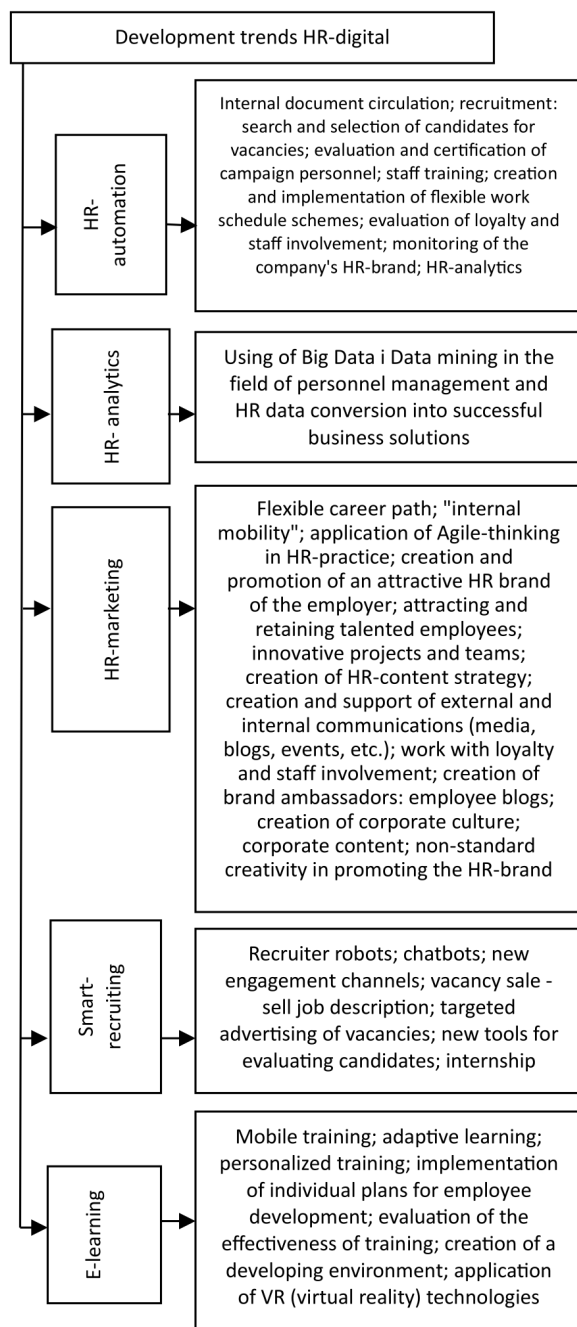 Development trends HR-digital
HR-
automation
Internal document circulation; recruitment:
search and selection of candidates for
vacancies; evaluation and certification of
campaign personnel; staff training; creation
and implementation of flexible work
schedule schemes; evaluation of loyalty and
staff involvement; monitoring of the
company's HR-brand; HR-analytics
HR- analytics
Using of Big Data i Data mining in the
field of personnel management and
HR data conversion into successful
business solutions
HR-marketing
Flexible career path; "internal
mobility"; application of Agile-thinking
in HR-practice; creation and
promotion of an attractive HR brand
of the employer; attracting and
retaining talented employees;
innovative projects and teams;
creation of HR-content strategy;
creation and support of external and
internal communications (media,
blogs, events, etc.); work with loyalty
and staff involvement; creation of
brand ambassadors: employee blogs;
creation of corporate culture;
corporate content; non-standard
creativity in promoting the HR-brand
Smart-
recruiting
Recruiter robots; chatbots; new
engagement channels; vacancy sale -
sell job description; targeted
advertising of vacancies; new tools for
evaluating candidates; internship
E-learning
Mobile training; adaptive learning;
personalized training; implementation
of individual plans for employee
development; evaluation of the
effectiveness of training; creation of a
developing environment; application
of VR (virtual reality) technologies